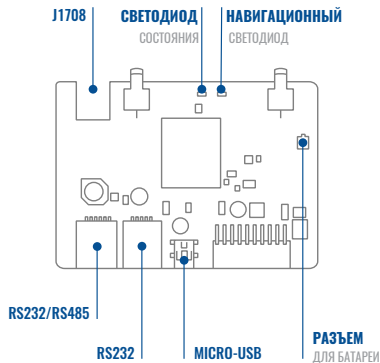 J1708
СВЕТОДИОД
СОСТОЯНИЯ
НАВИГАЦИОННЫЙ
СВЕТОДИОД
RS232/RS485
RS232
MICRO-USB
РАЗЪЕМ
ДЛЯ БАТАРЕИ